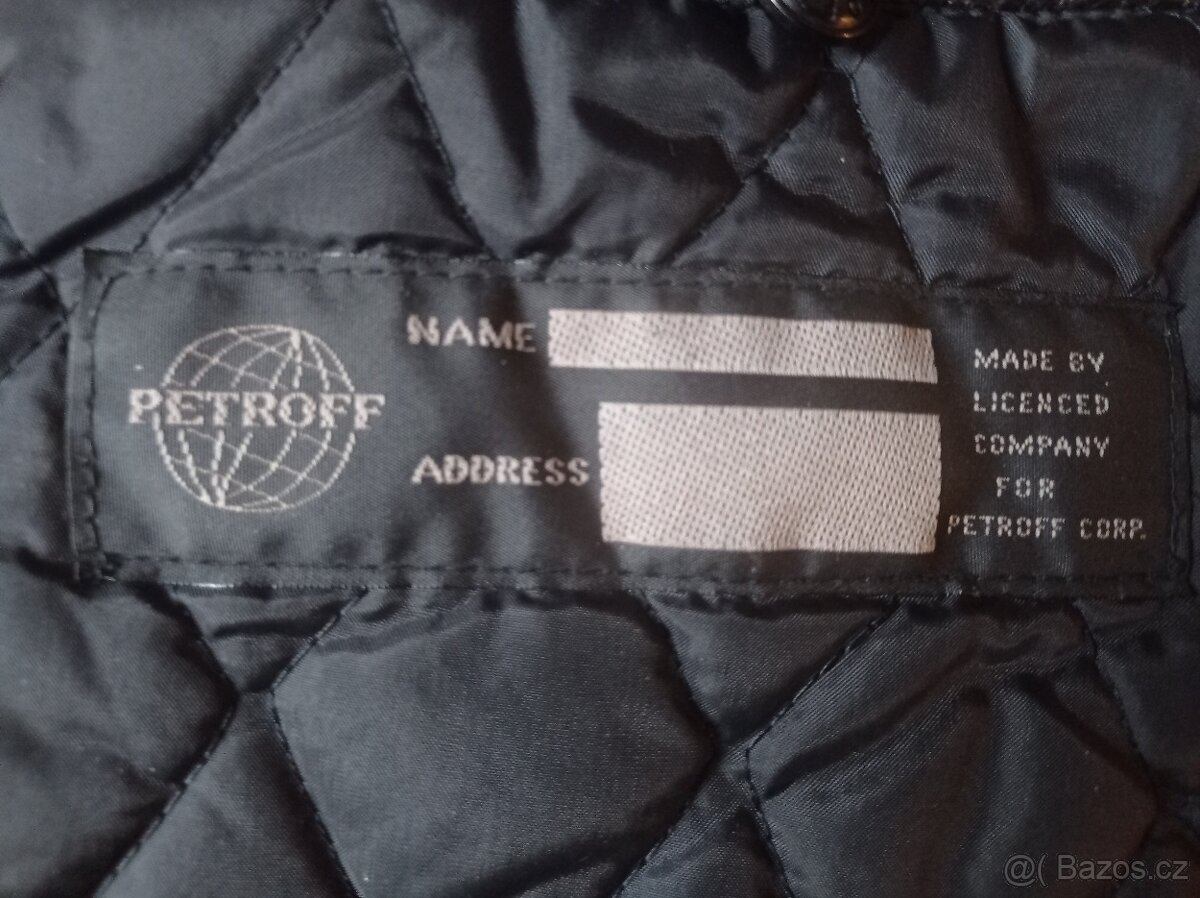 PETROFF
NAME
ADDRESS
MADE BY
LICENCED
COMPANY
FOR
PETROFF CORP.
@( Bazos.cz